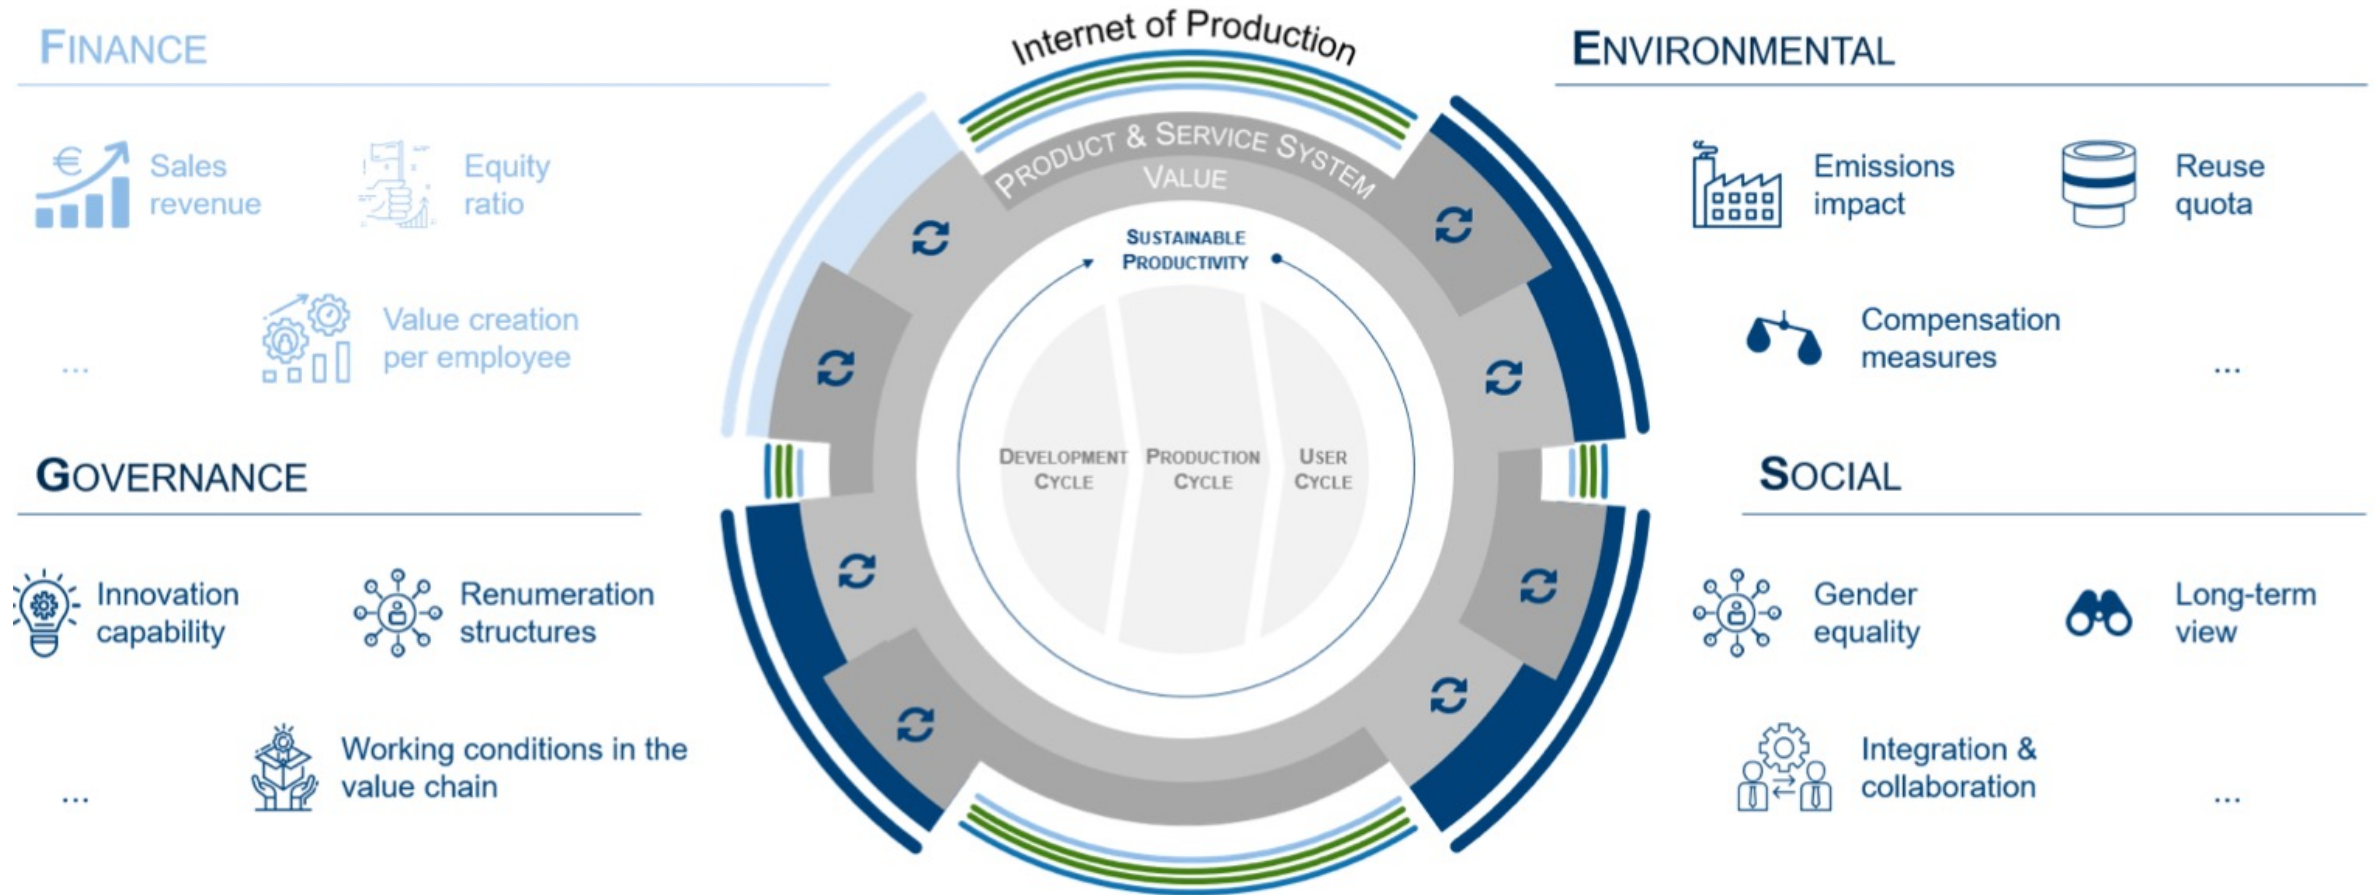 FINANCE
€
Sales
revenue
Equity
ratio
...
Value creation
per employee
GOVERNANCE
Innovation
capability
Renumeration
structures
...
Working conditions in the
value chain
Internet of Production
PRODUCT & SERVICE SYSTEM
VALUE
SUSTAINABLE
PRODUCTIVITY
DEVELOPMENT
CYCLE
PRODUCTION
CYCLE
USER
CYCLE
ENVIRONMENTAL
Emissions
impact
Reuse
quota
Compensation
measures
...
SOCIAL
Gender
equality
Long-term
view
Integration &
collaboration
...